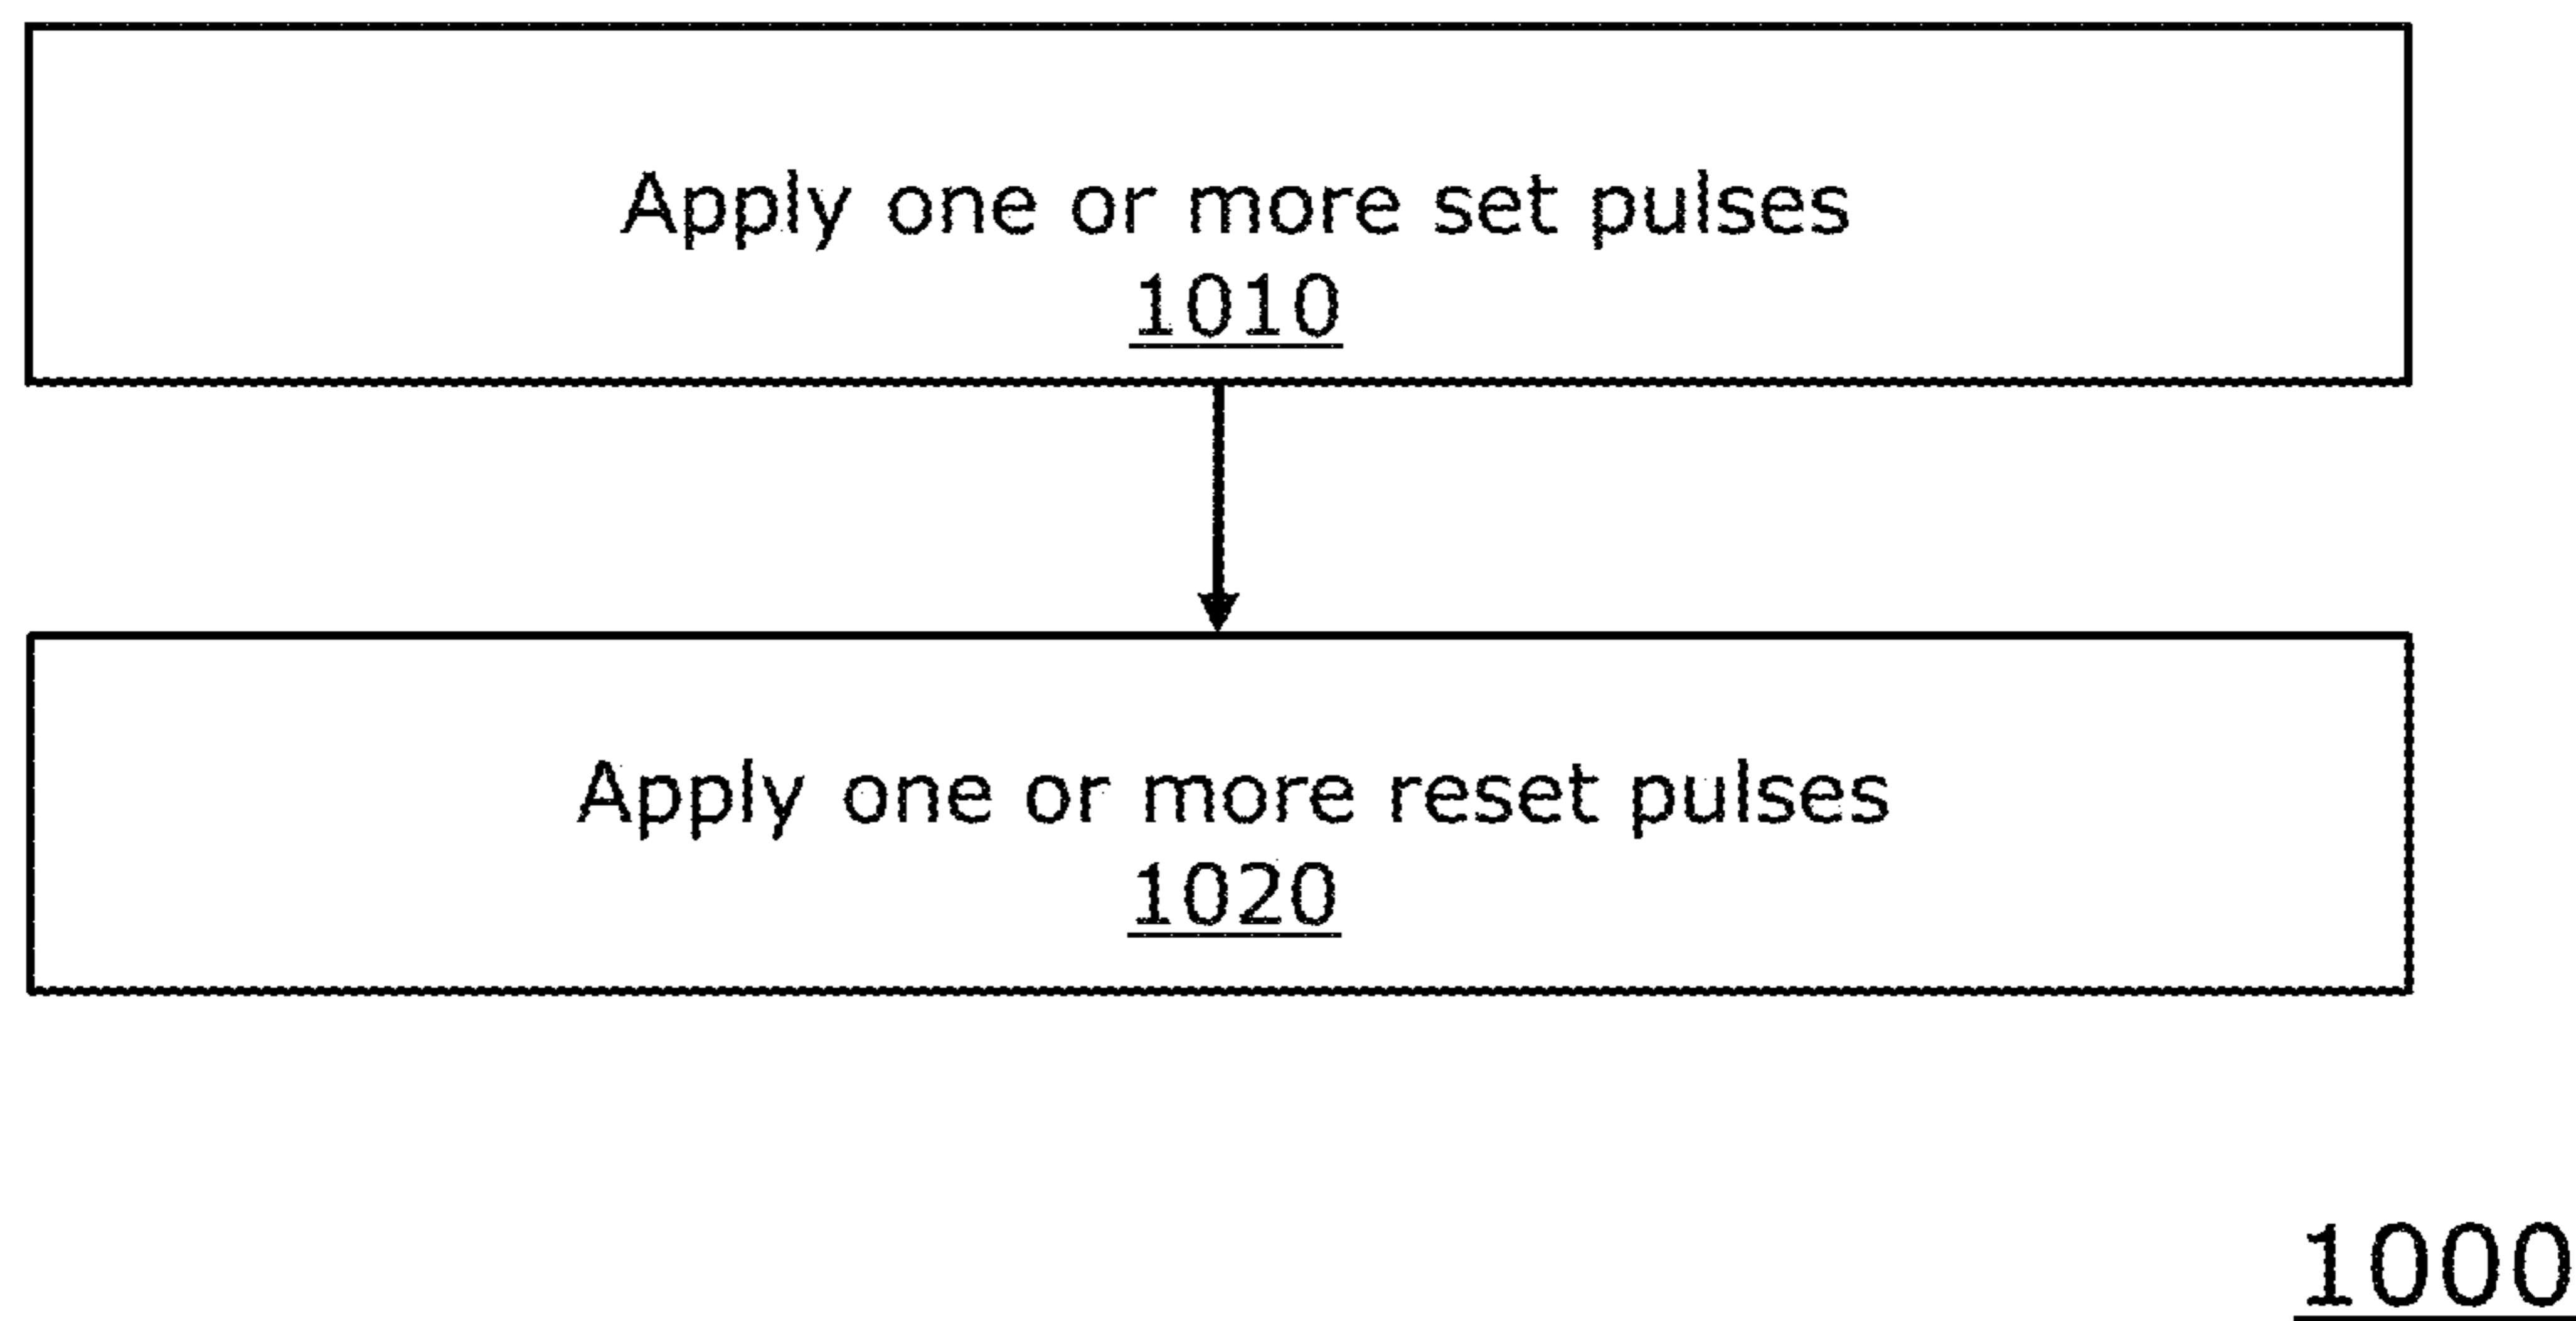 Apply one or more set pulses
1010
Apply one or more reset pulses
1020
1000